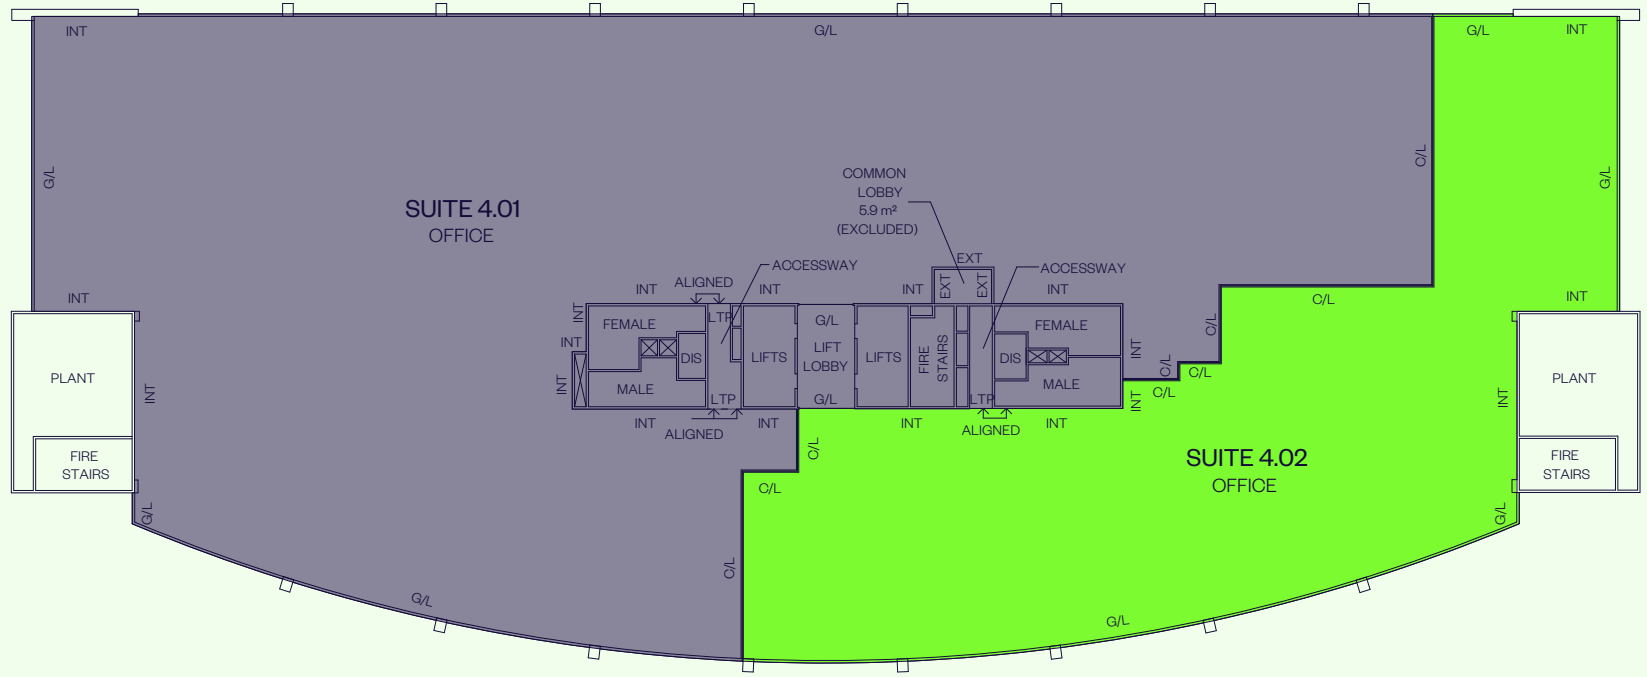 INT
G/L
G/L
INT
G/L
C/L
G/L
COMMON
LOBBY
5.9 m²
(EXCLUDED)
SUITE 4.01
OFFICE
EXT
ACCESSWAY
ACCESSWAY
ALIGNED
INT
INT
INT
EXT
EXT
INT
INT
INT
C/L
INT
LTP
FEMALE
G/L
FEMALE
C/L
INT
DIS
LIFTS
LIFT
LOBBY
LIFTS
FIRE
STAIRS
DIS
INT
C/L
C/L
PLANT
INT
INT
MALE
LTP
G/L
LTP
MALE
INT
C/L
INT
PLANT
INT
ALIGNED
INT
INT
ALIGNED
INT
C/L
FIRE
STAIRS
SUITE 4.02
OFFICE
FIRE
STAIRS
C/L
G/L
G/L
C/L
G/L
G/L